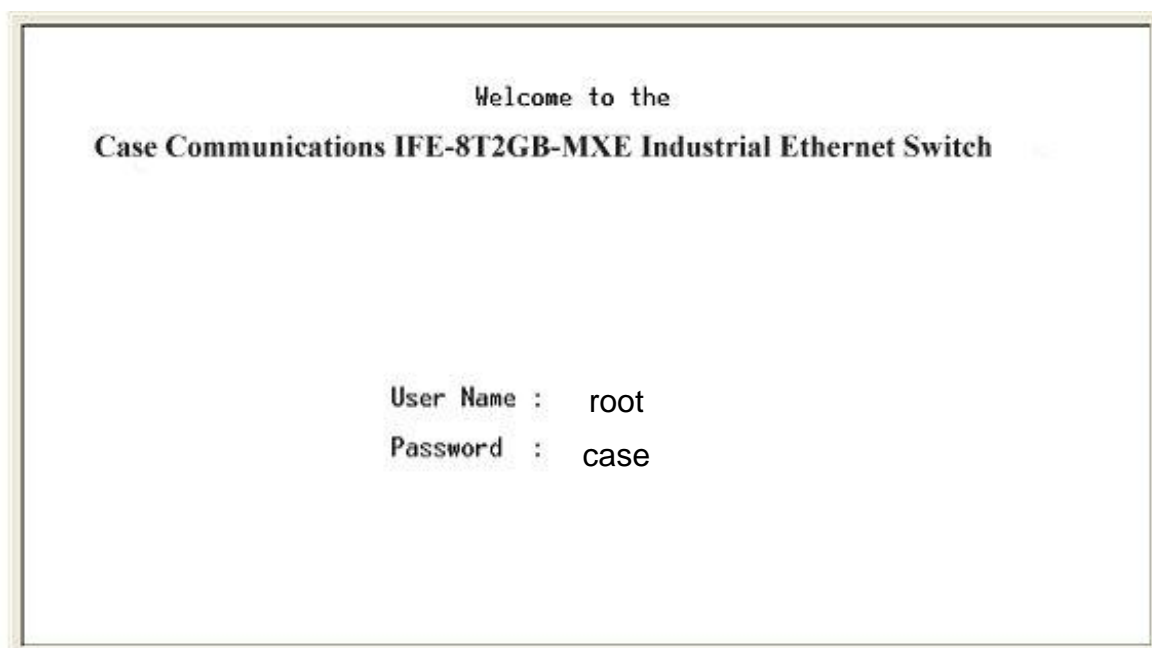 Welcome to the
Case Communications IFE-8T2GB-MXE Industrial Ethernet Switch
User Name : root
Password : case